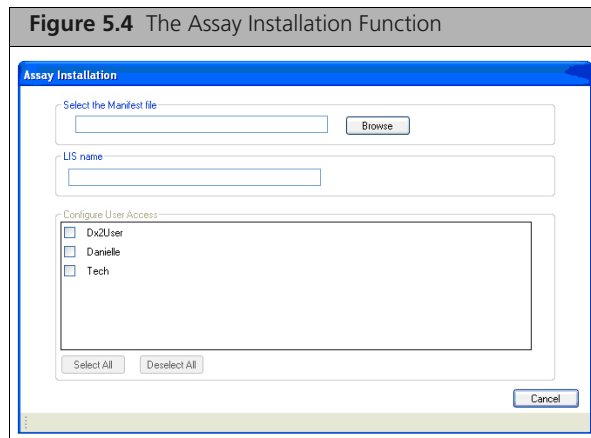 Figure 5.4 The Assay Installation Function
Assay Installation
Select the Manifest file
Browse
LIS name
Configure User Access
Dx2User
Danielle
Tech
Select All Deselect All
Cancel